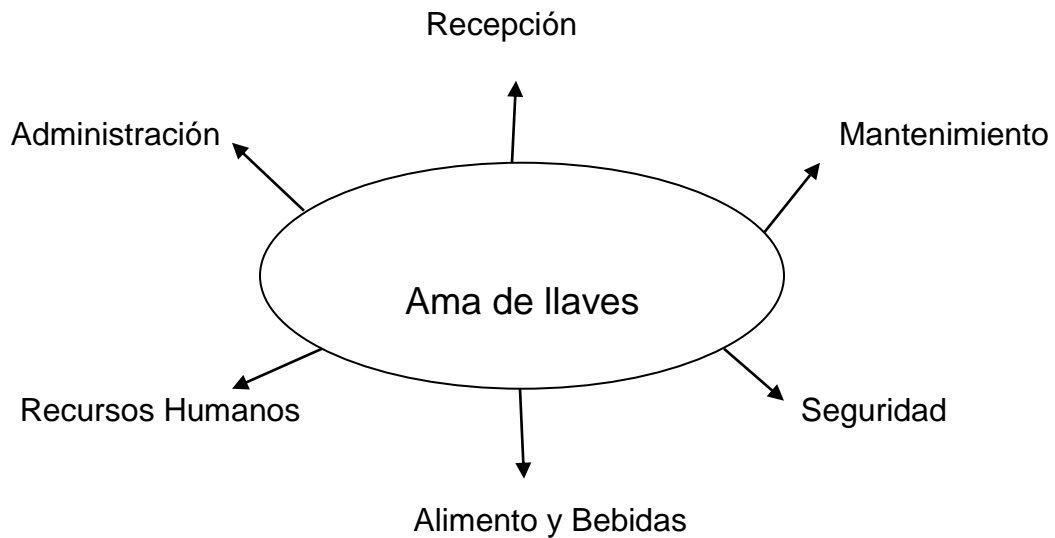 Recepción
Administración
Mantenimiento
Ama de llaves
Recursos Humanos
Seguridad
Alimento y Bebidas